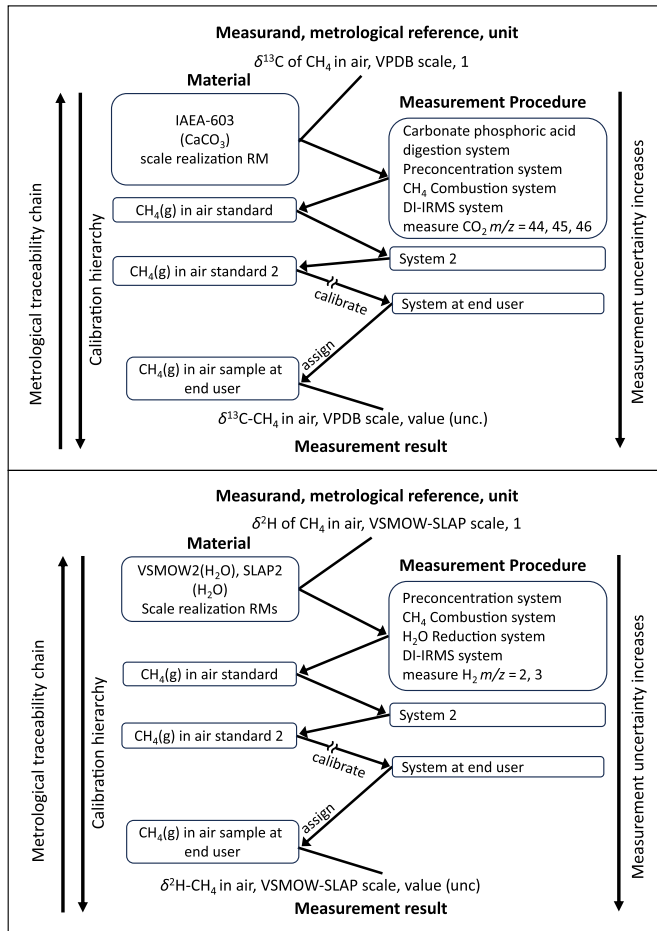 Measurand, metrological reference, unit
δ¹³C of CH₄ in air, VPDB scale, 1
Material
Measurement Procedure
IAEA-603
(CaCO₃)
scale realization RM
Carbonate phosphoric acid
digestion system
Preconcentration system
CH₄ Combustion system
DI-IRMS system
measure CO₂ m/z = 44, 45, 46
CH₄(g) in air standard
System 2
CH₄(g) in air standard 2
calibrate
System at end user
assign
CH₄(g) in air sample at
end user
δ¹³C-CH₄ in air, VPDB scale, value (unc.)
Measurement result
Metrological traceability chain
Calibration hierarchy
Measurement uncertainty increases
Measurand, metrological reference, unit
δ²H of CH₄ in air, VSMOW-SLAP scale, 1
Material
Measurement Procedure
VSMOW2(H₂O), SLAP2
(H₂O)
Scale realization RMs
Preconcentration system
CH₄ Combustion system
H₂O Reduction system
DI-IRMS system
measure H₂ m/z = 2, 3
CH₄(g) in air standard
System 2
CH₄(g) in air standard 2
calibrate
System at end user
assign
CH₄(g) in air sample at
end user
δ²H-CH₄ in air, VSMOW-SLAP scale, value (unc)
Measurement result
Metrological traceability chain
Calibration hierarchy
Measurement uncertainty increases